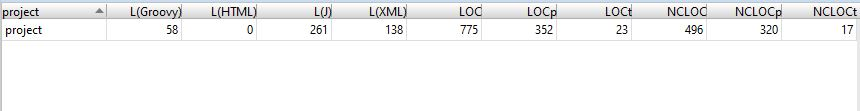 project L(Groovy) L(HTML) L(J) L(XML) LOC LOCp LOCt NCLOC NCLOCp NCLOCt
project 58 0 261 138 775 352 23 496 320 17